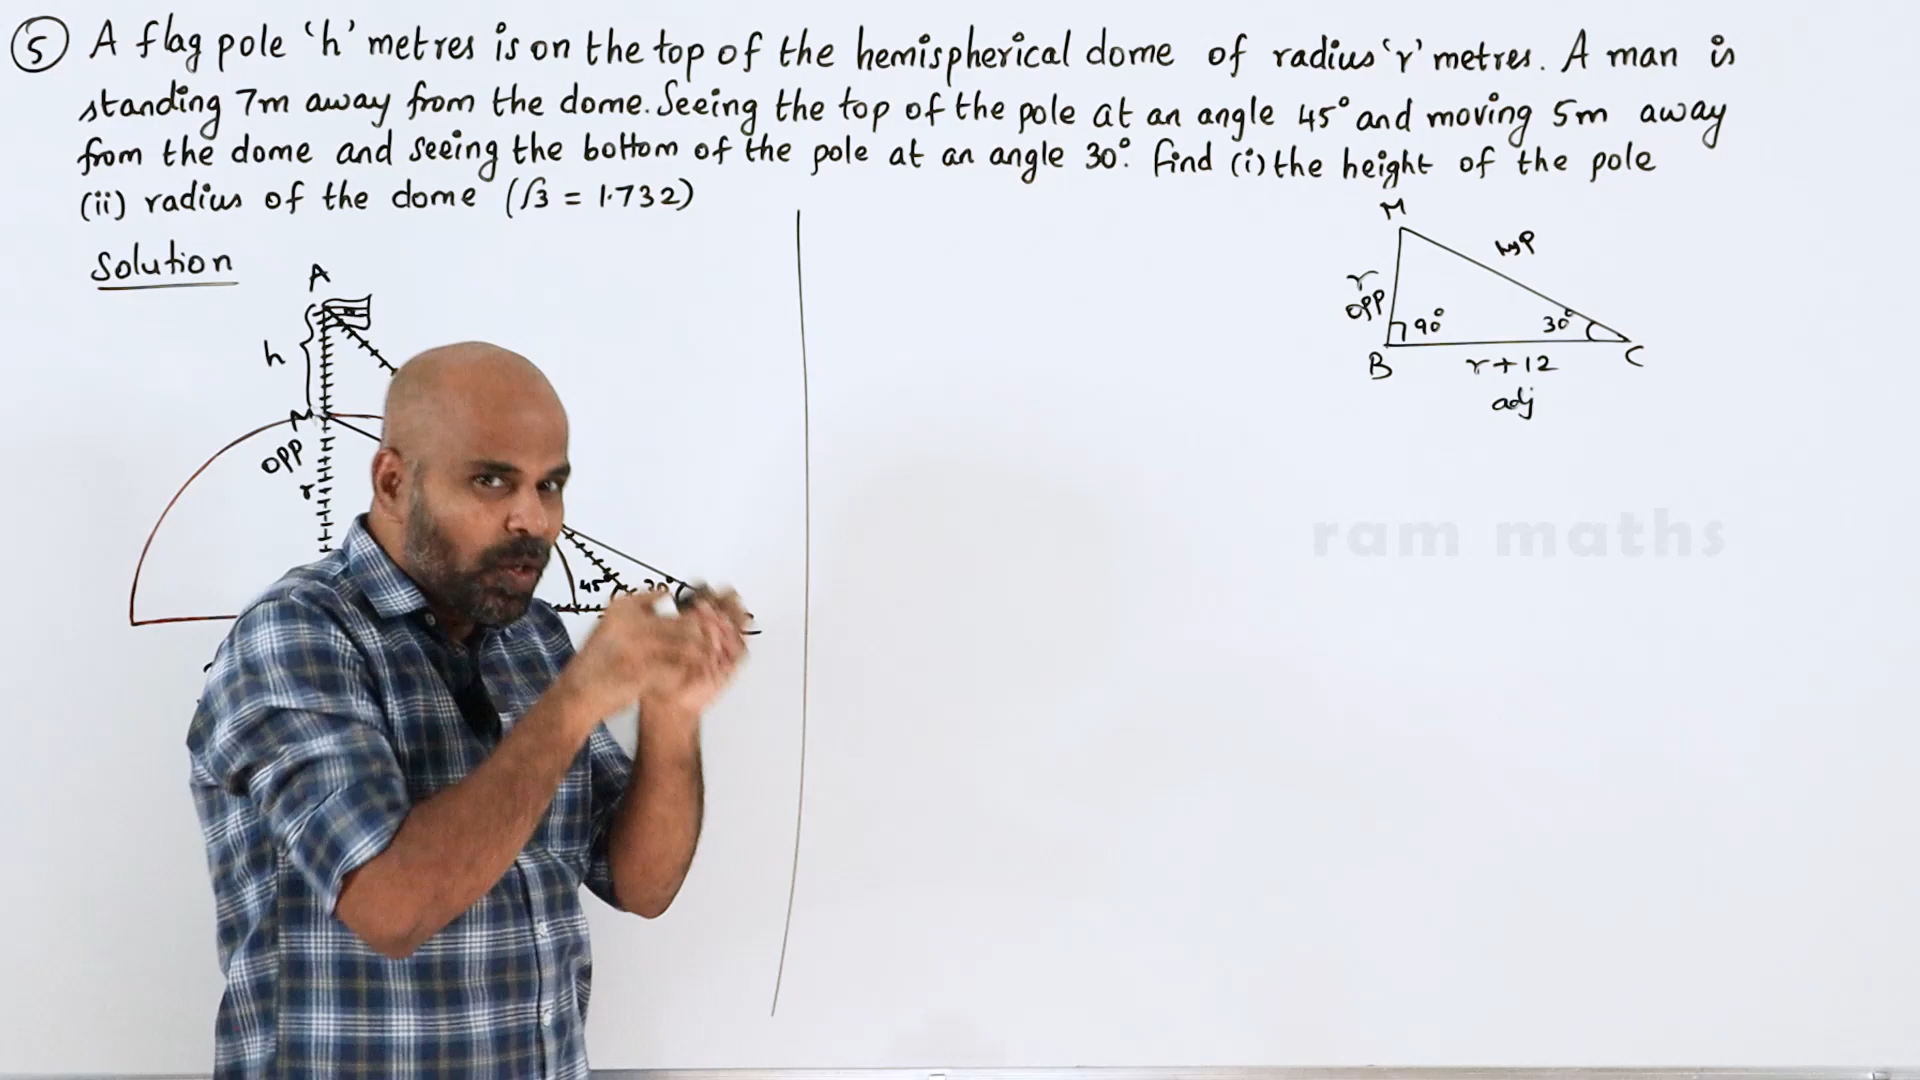 5 A flag pole 'h' metres is on the top of the hemispherical dome of radius 'r' metres. A man is
standing 7m away from the dome. Seeing the top of the pole at an angle 45° and moving 5m away
from the dome and seeing the bottom of the pole at an angle 30°. find (i) the height of the pole
(ii) radius of the dome (√3 = 1.732)
Solution
A
h
M
opp
r
45°
30°
M
hyp
r
opp
90°
30°
B
r+12
C
adj
ram maths